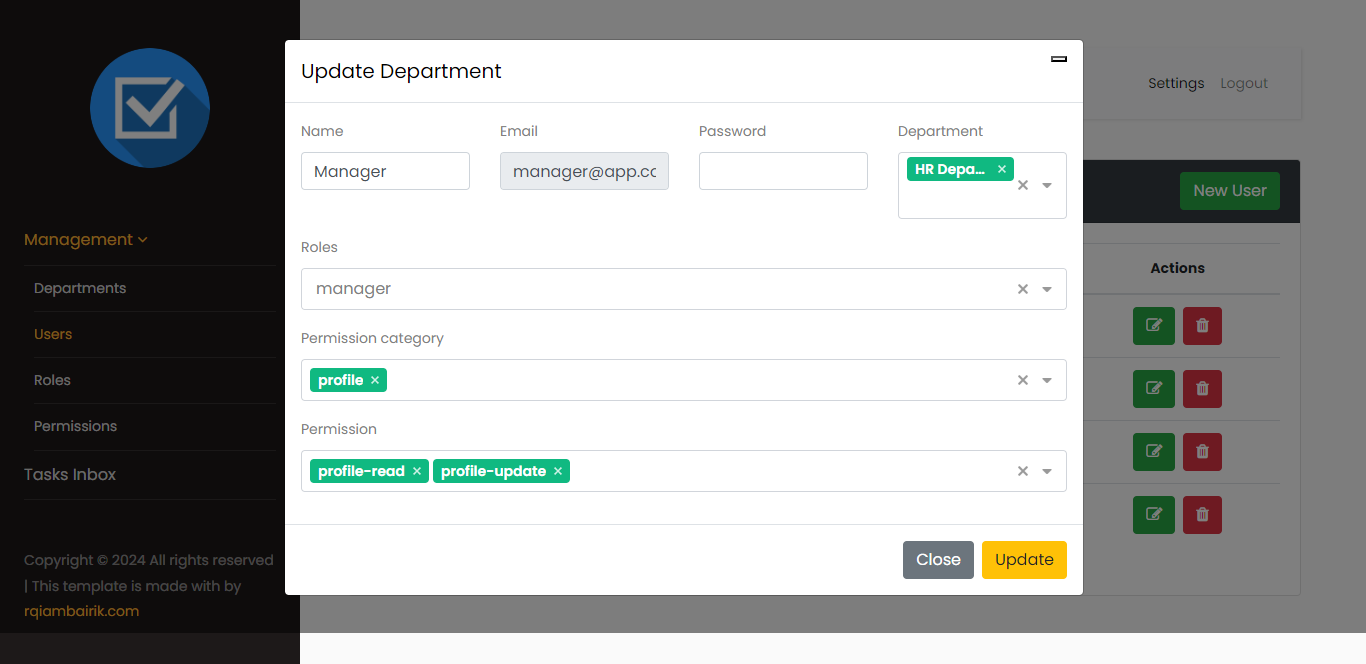 Update Department
Settings Logout
Name Email Password Department
Manager manager@app.cc HR Depa... ×
New User
Management
Roles
Actions
Departments
manager
Users
Permission category
Roles
profile ×
Permissions
Permission
Tasks Inbox
profile-read × profile-update ×
Copyright © 2024 All rights reserved
| This template is made with by
rqiambairik.com
Close Update